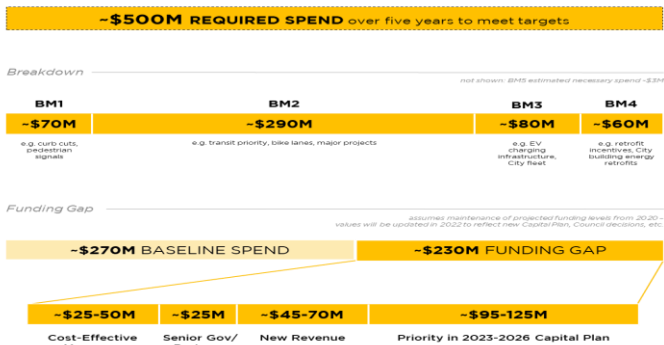 ~$500M REQUIRED SPEND over five years to meet targets
Breakdown
not shown: BM5 estimated necessary spend ~$3M
BM1 BM2 BM3 BM4
~$70M ~$290M ~$80M ~$60M
e.g. curb cuts,
pedestrian
signals
e.g. transit priority, bike lanes, major projects
e.g. EV
charging
infrastructure,
City fleet
e.g. retrofit
incentives, City
building energy
retrofits
Funding Gap
assumes maintenance of projected funding levels from 2020 –
values will be updated in 2022 to reflect new Capital Plan, Council decisions, etc.
~$270M BASELINE SPEND ~$230M FUNDING GAP
~$25-50M ~$25M ~$45-70M ~$95-125M
Cost-Effective Senior Gov/ New Revenue Priority in 2023-2026 Capital Plan